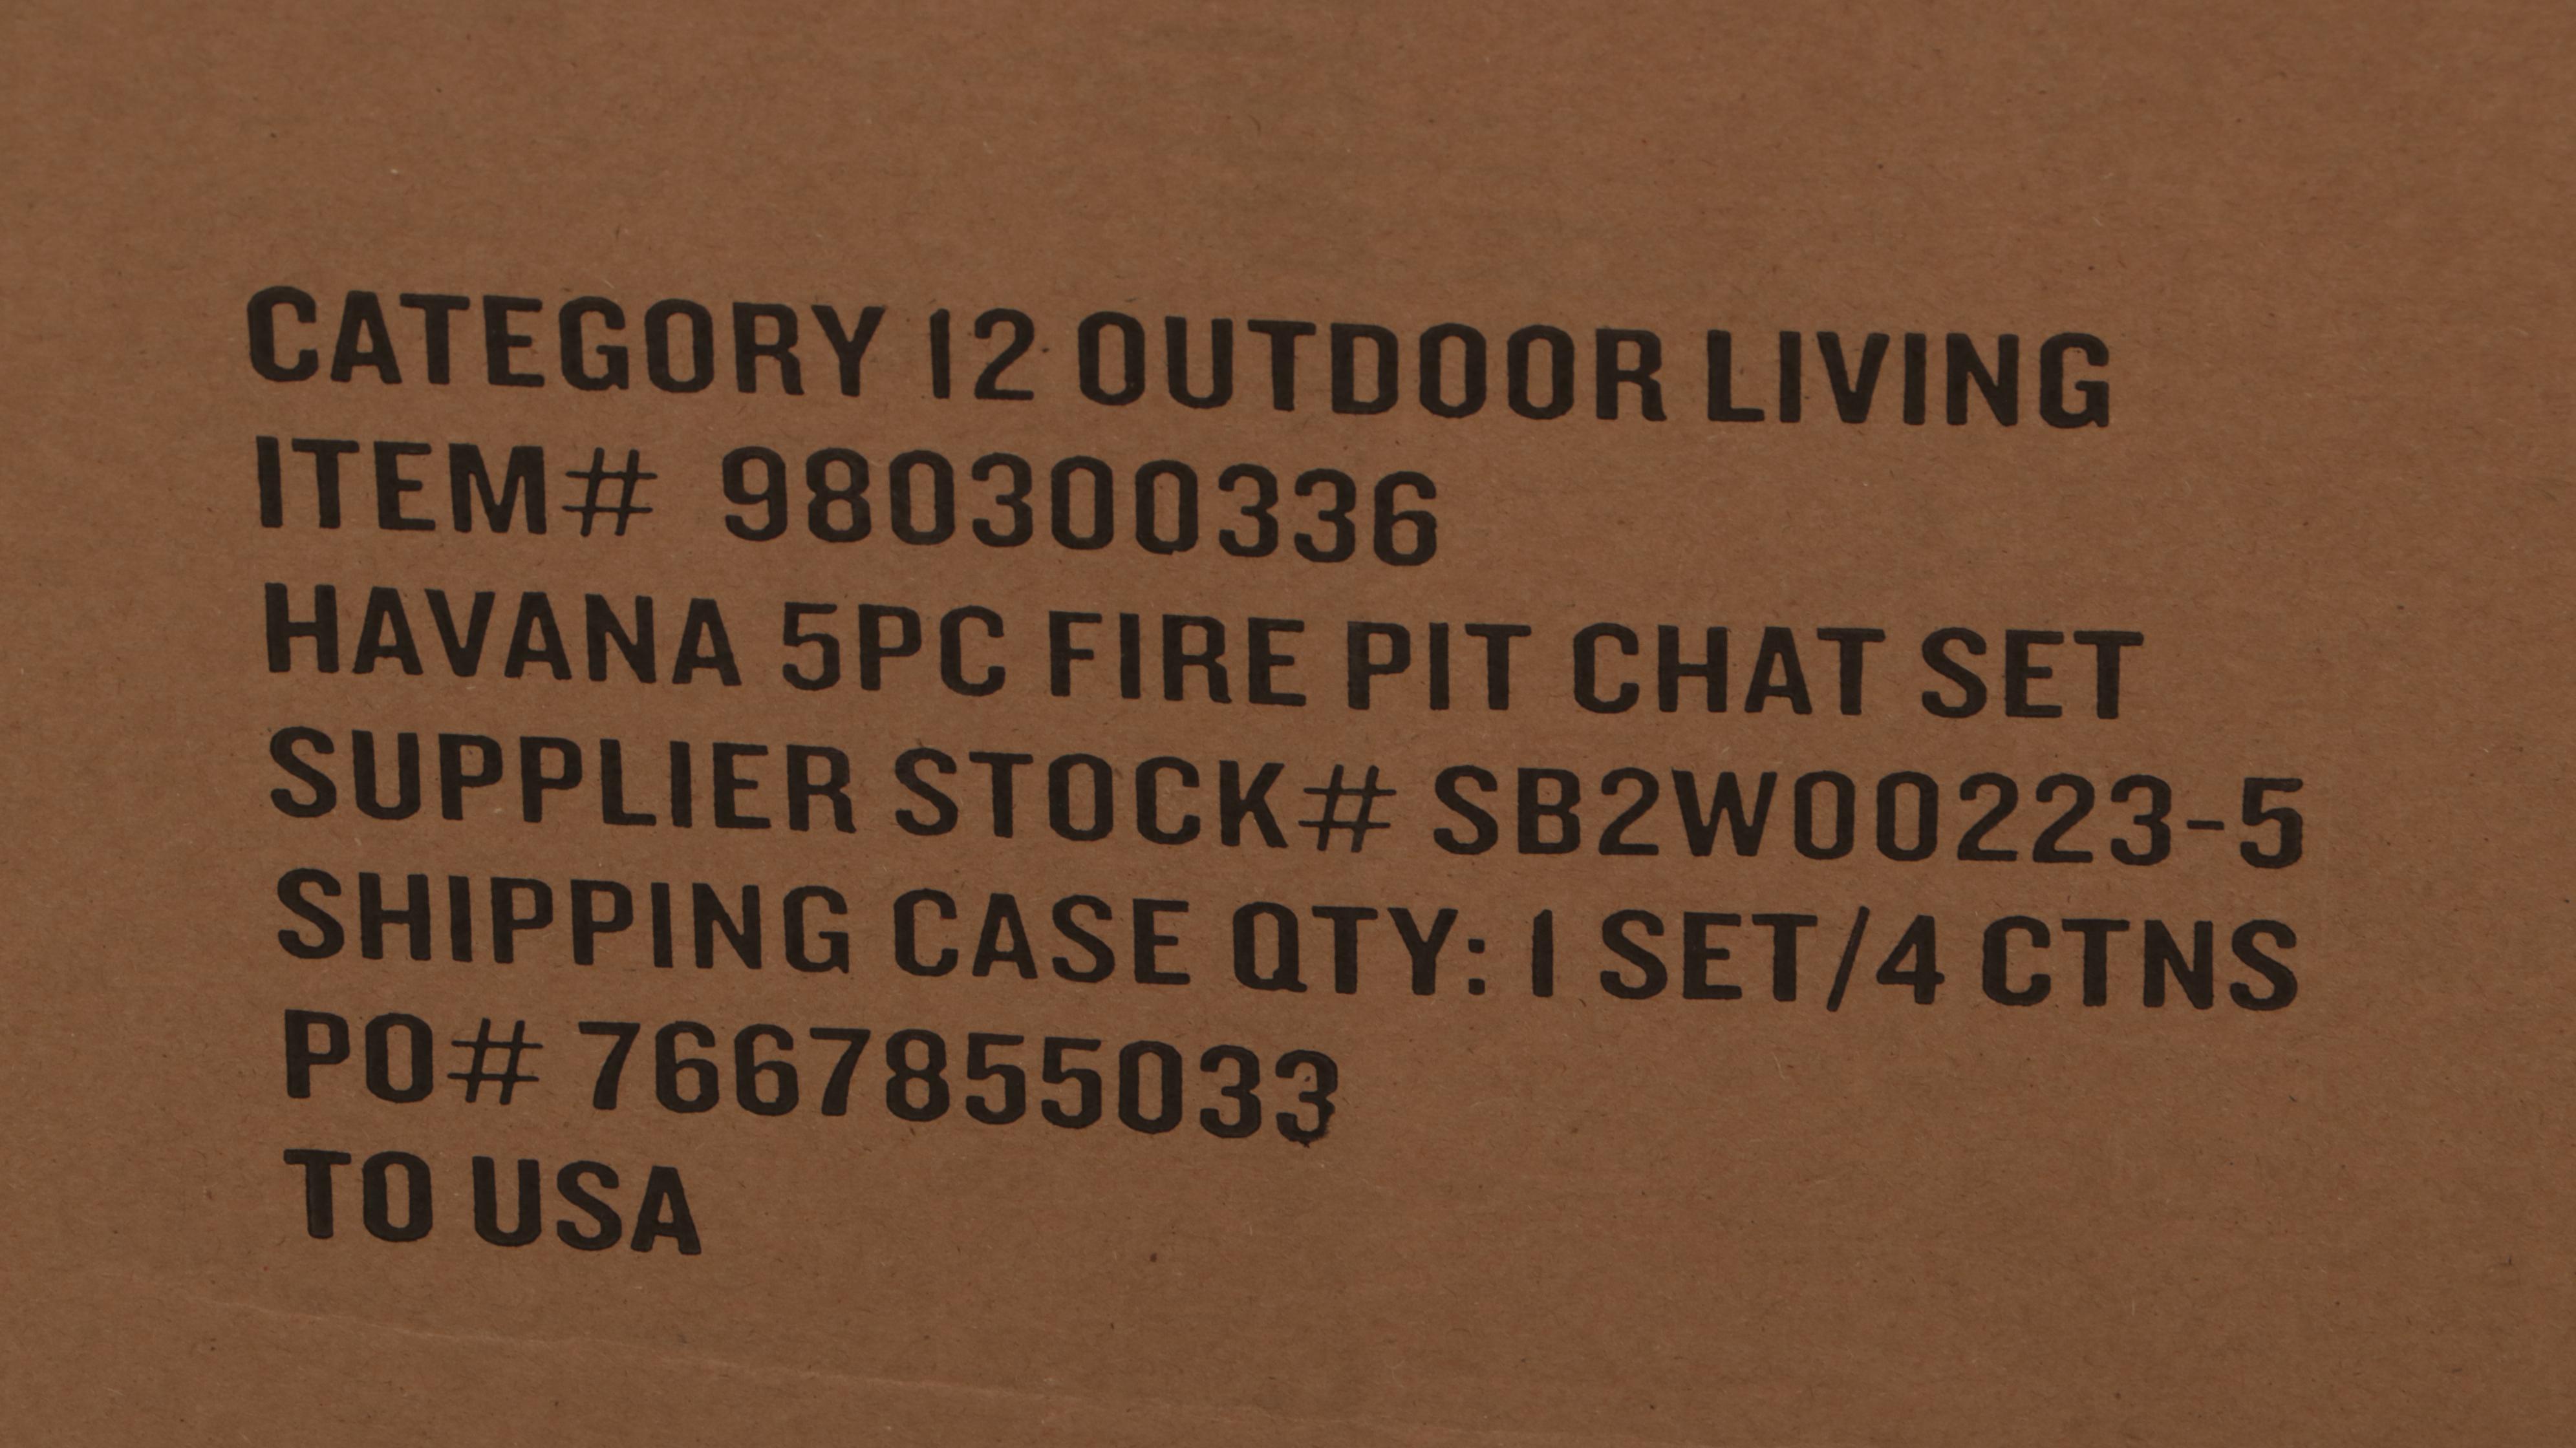 CATEGORY 12 OUTDOOR LIVING
ITEM# 980300336
HAVANA 5PC FIRE PIT CHAT SET
SUPPLIER STOCK# SB2W00223-5
SHIPPING CASE QTY: 1 SET/4 CTNS
PO# 7667855033
TO USA